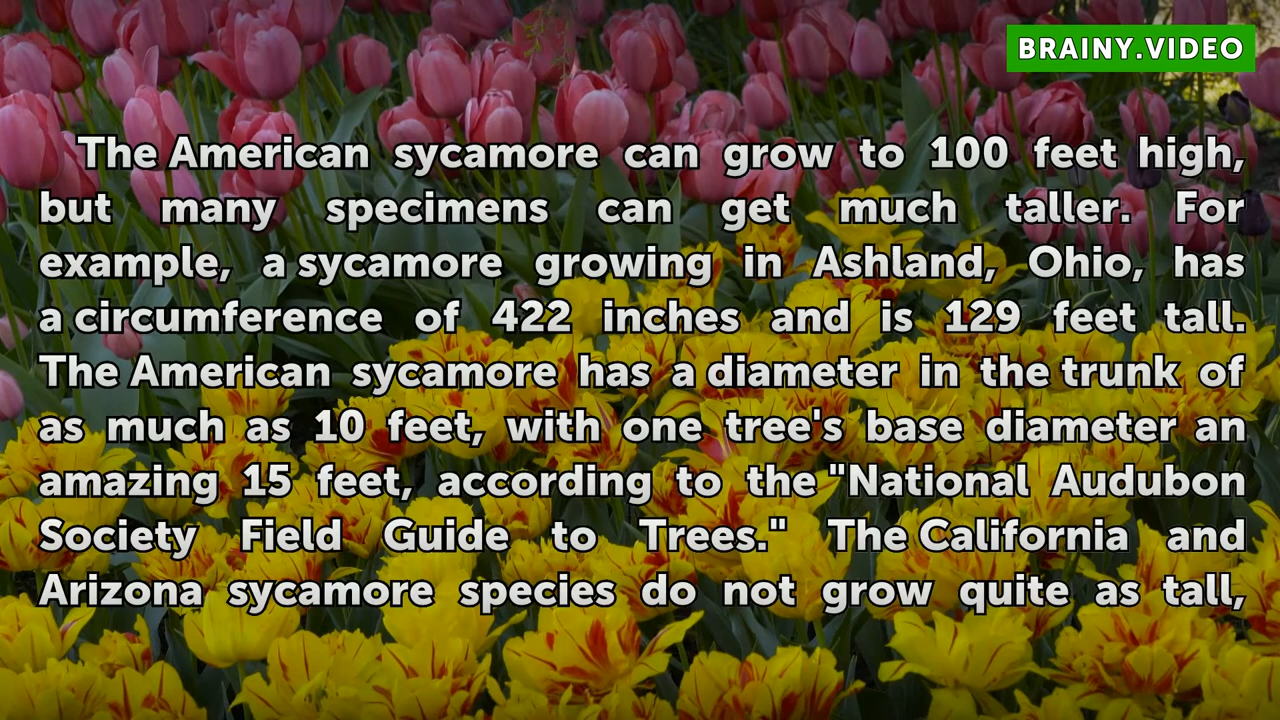 BRAINY.VIDEO
The American sycamore can grow to 100 feet high,
but many specimens can get much taller. For
example, a sycamore growing in Ashland, Ohio, has
a circumference of 422 inches and is 129 feet tall.
The American sycamore has a diameter in the trunk of
as much as 10 feet, with one tree's base diameter an
amazing 15 feet, according to the "National Audubon
Society Field Guide to Trees." The California and
Arizona sycamore species do not grow quite as tall,